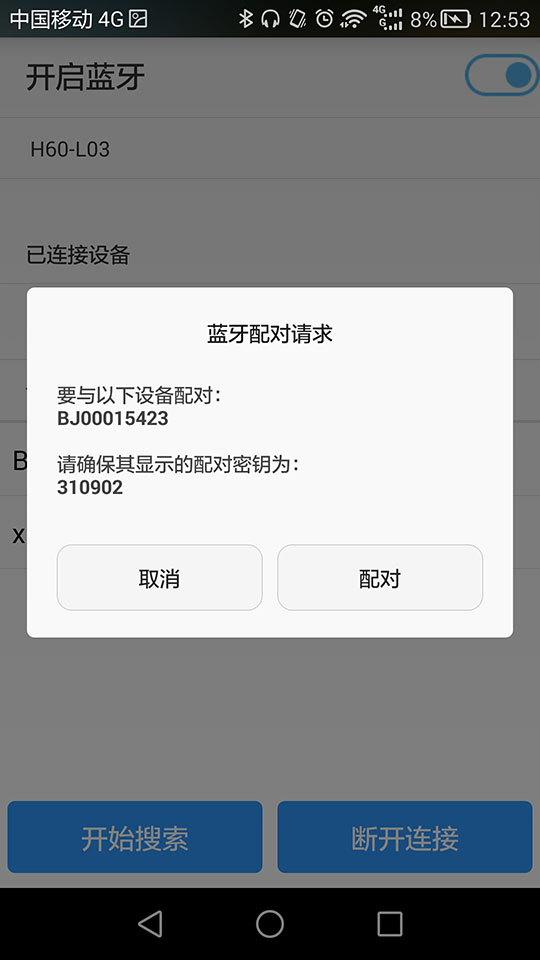 中国移动 4G 4G G 8% 12:53
开启蓝牙
H60-L03
已连接设备
蓝牙配对请求
要与以下设备配对：
BJ00015423
B
请确保其显示的配对密钥为：
310902
x
取消 配对
开始搜索 断开连接